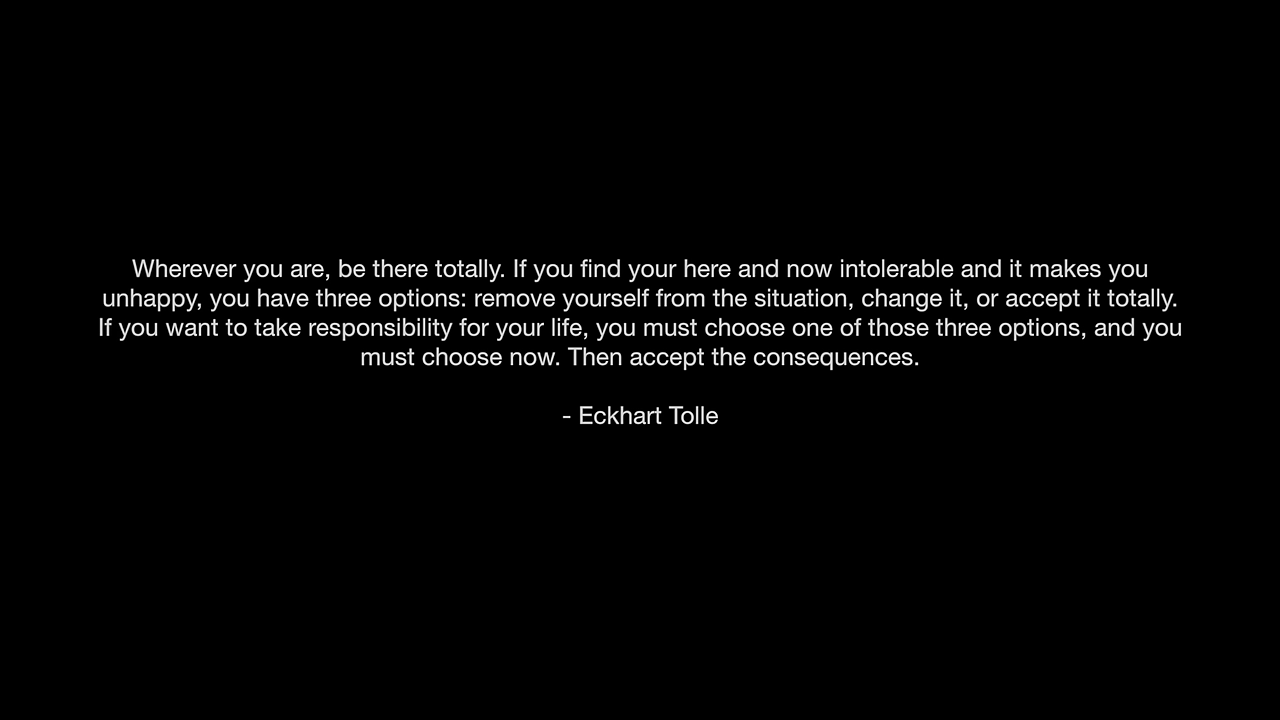 Wherever you are, be there totally. If you find your here and now intolerable and it makes you
unhappy, you have three options: remove yourself from the situation, change it, or accept it totally.
If you want to take responsibility for your life, you must choose one of those three options, and you
must choose now. Then accept the consequences.
- Eckhart Tolle